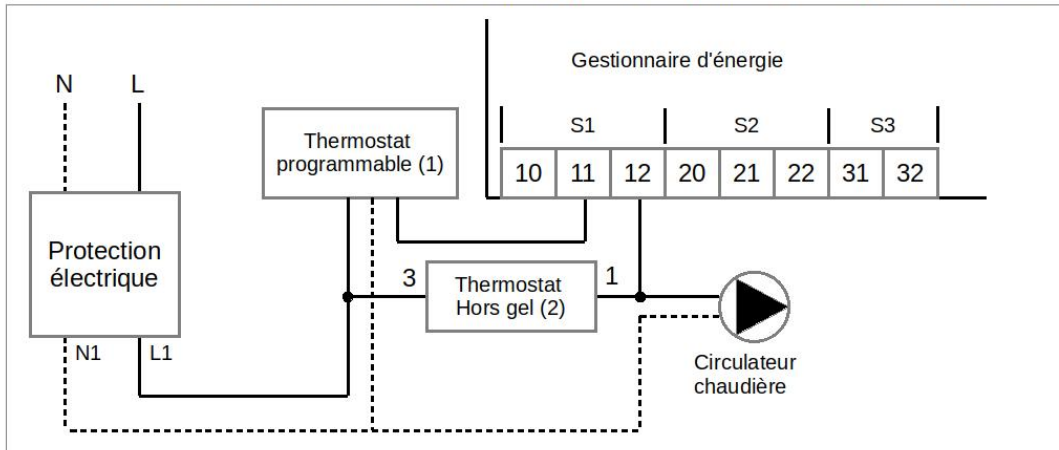 Gestionnaire d'énergie
N
L
Thermostat
programmable (1)
S1
S2
S3
10
11
12
20
21
22
31
32
Protection
électrique
3
Thermostat
Hors gel (2)
1
N1
L1
Circulateur
chaudière